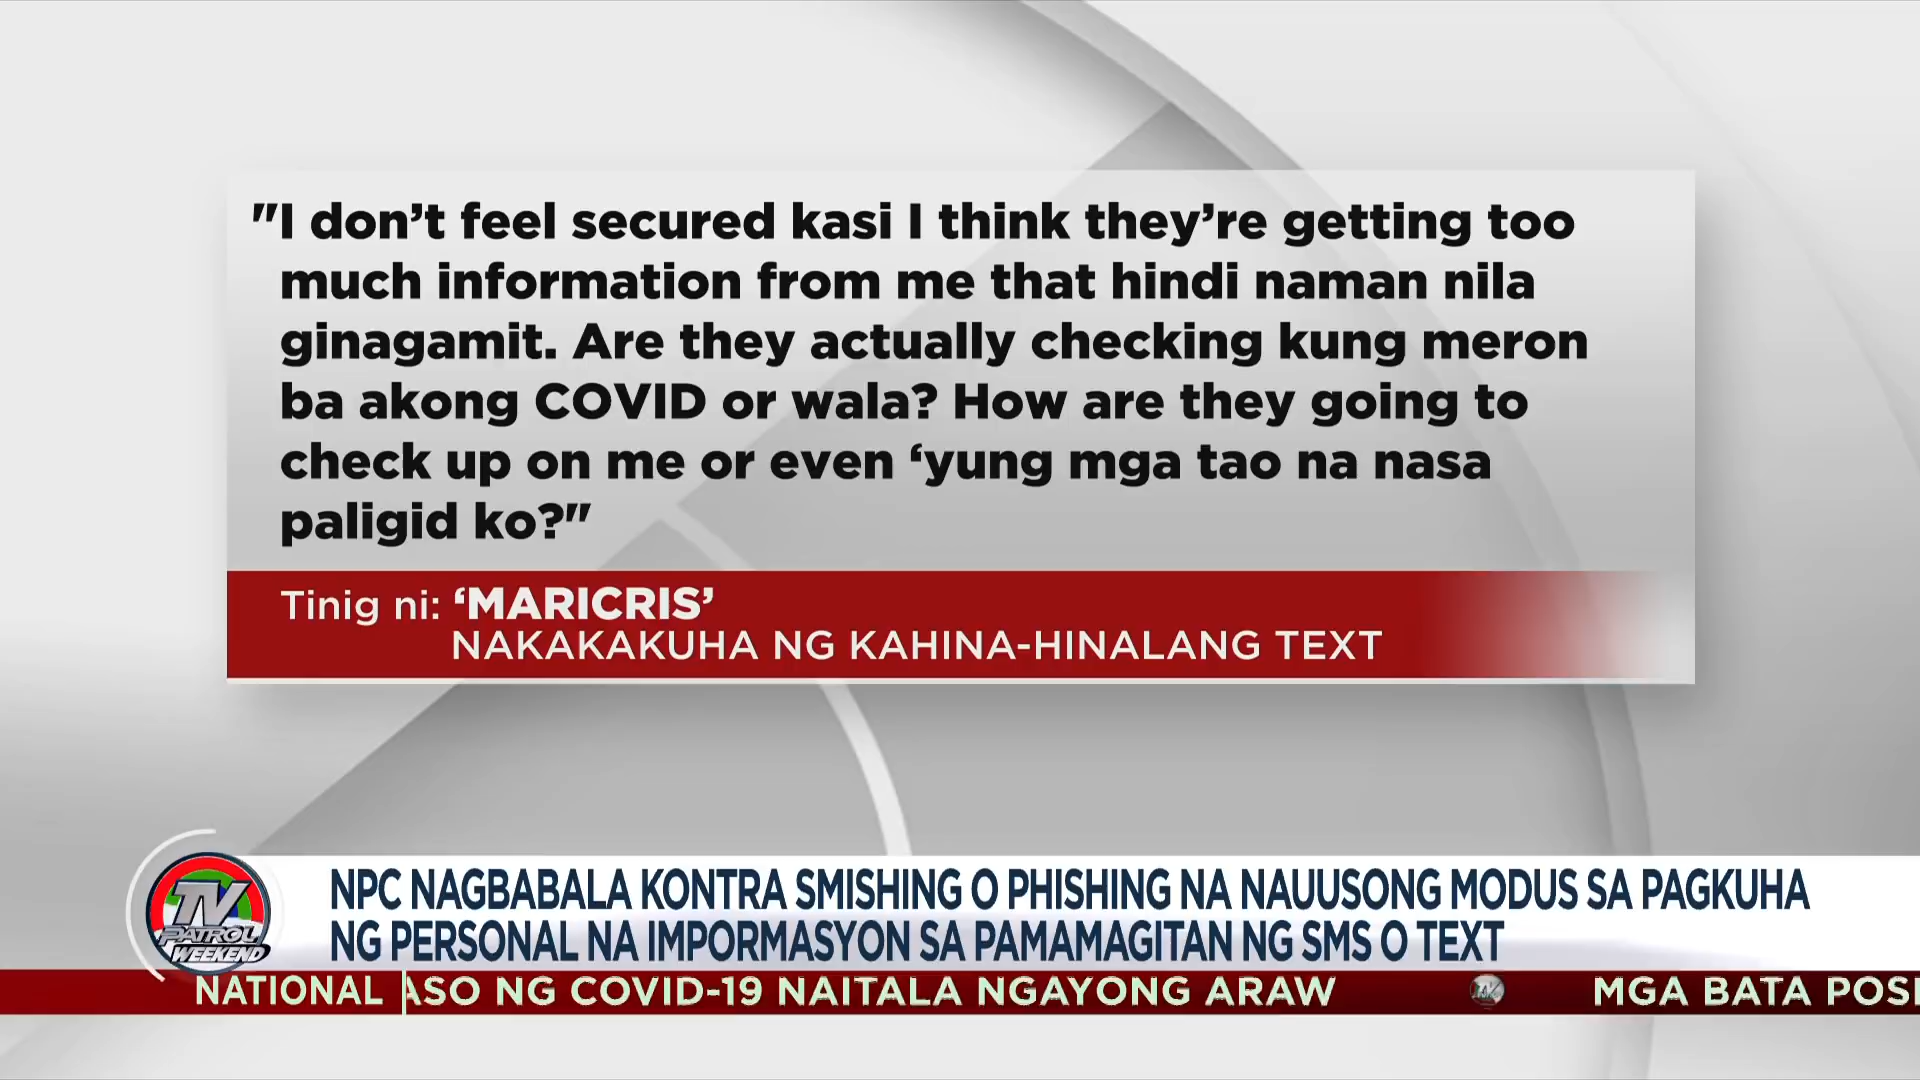 "I don’t feel secured kasi I think they’re getting too
much information from me that hindi naman nila
ginagamit. Are they actually checking kung meron
ba akong COVID or wala? How are they going to
check up on me or even ‘yung mga tao na nasa
paligid ko?"
Tinig ni: ‘MARICRIS’
NAKAKAKUHA NG KAHINA-HINALANG TEXT
TV
PATROL
WEEKEND
NPC NAGBABALA KONTRA SMISHING O PHISHING NA NAUUSONG MODUS SA PAGKUHA
NG PERSONAL NA IMPORMASYON SA PAMAMAGITAN NG SMS O TEXT
NATIONAL ASO NG COVID-19 NAITALA NGAYONG ARAW MGA BATA POSI